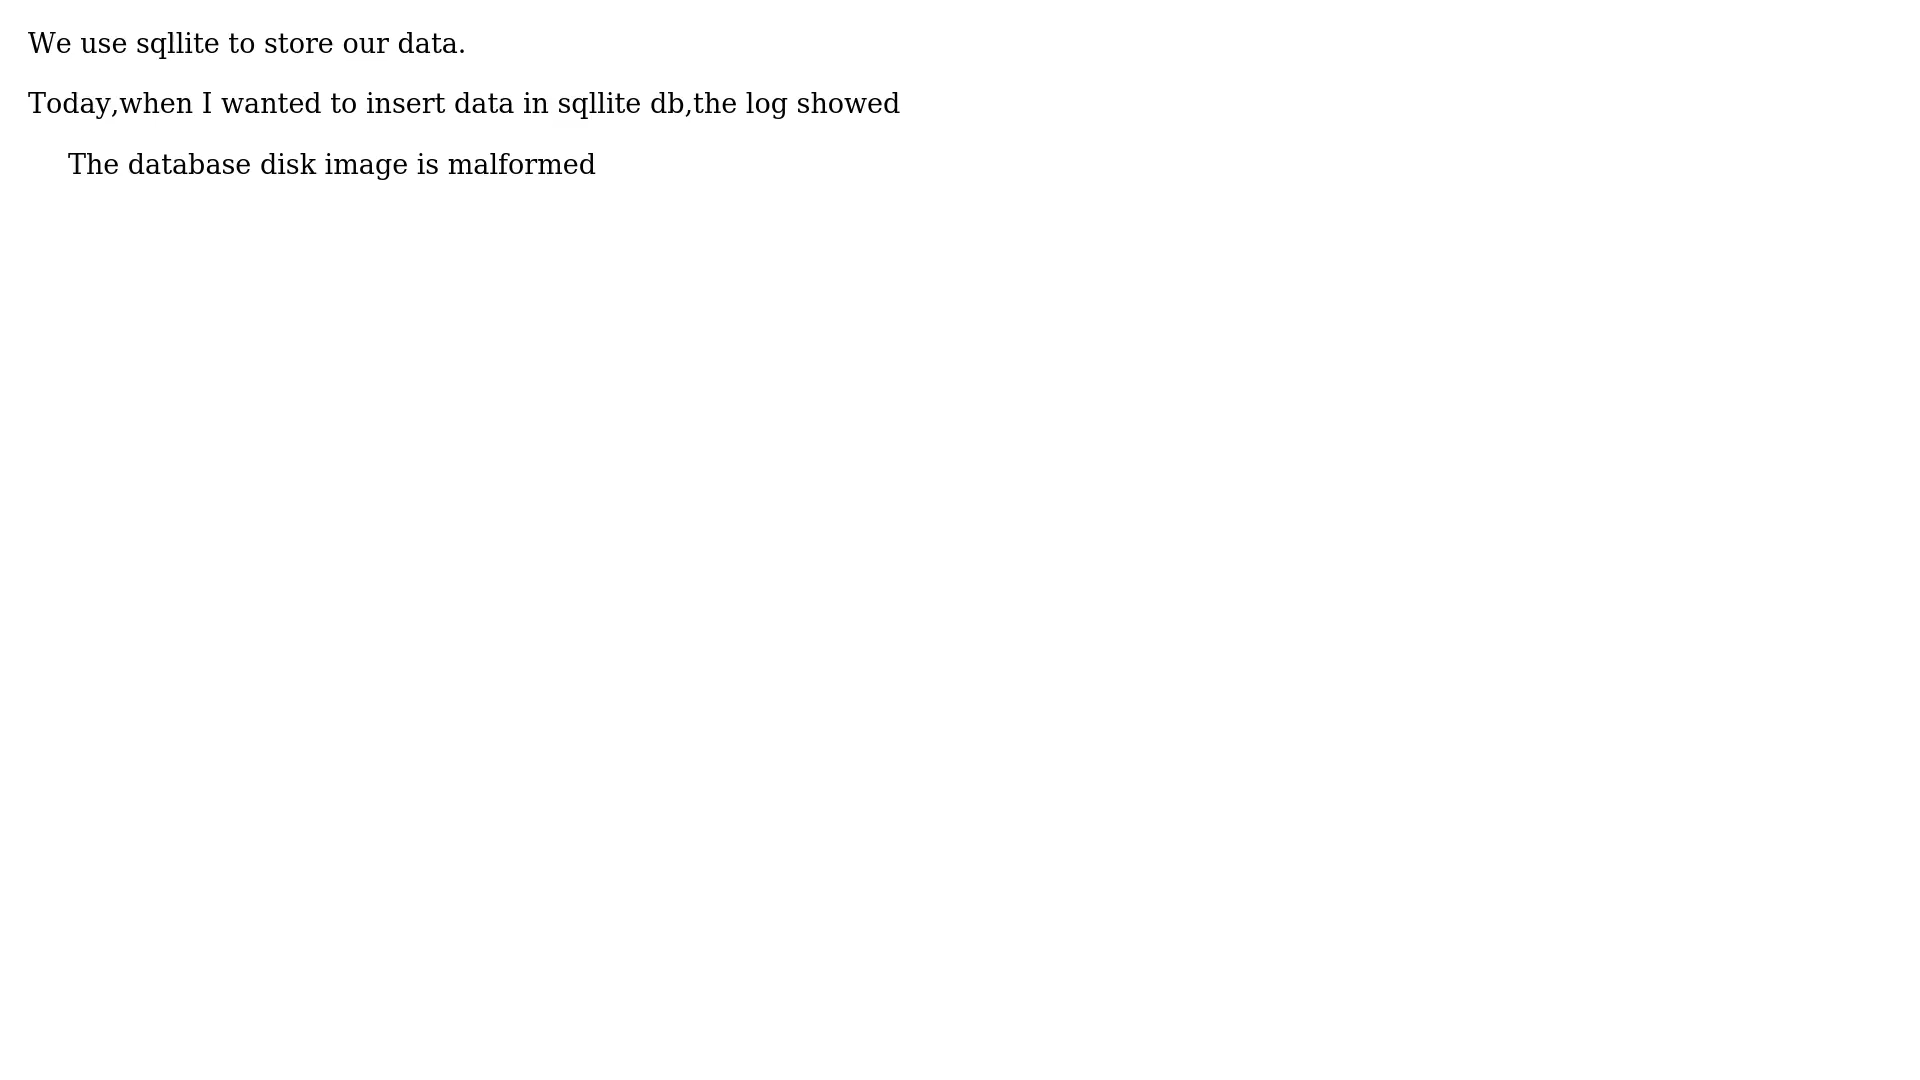 We use sqllite to store our data.
Today,when I wanted to insert data in sqllite db,the log showed
The database disk image is malformed